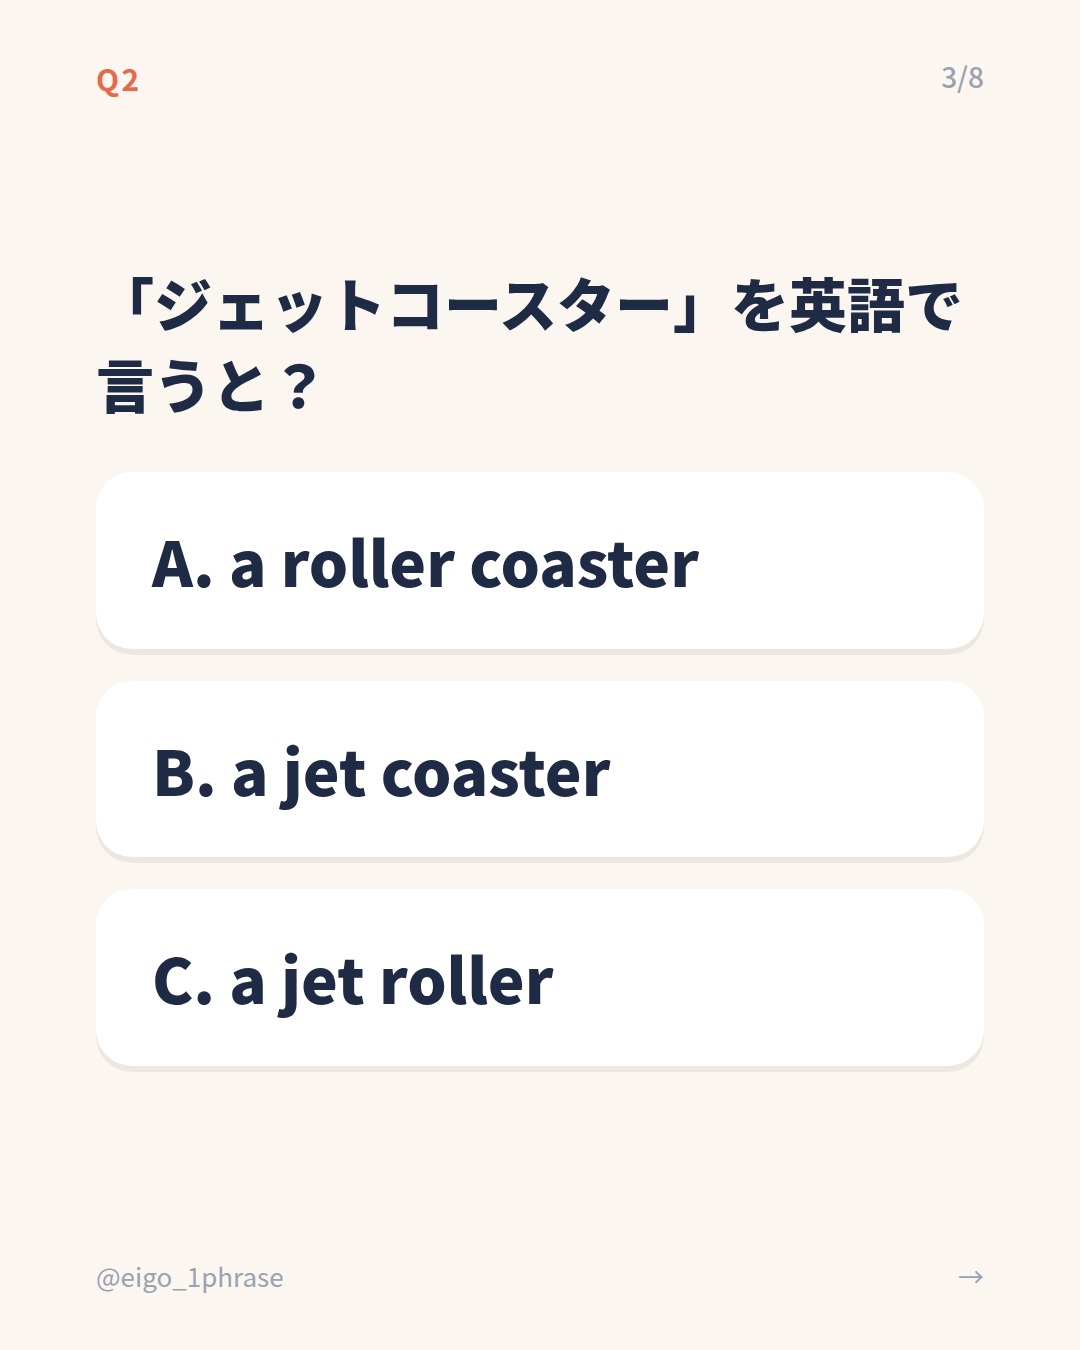 Q2
3/8
「ジェットコースター」を英語で
言うと？
A. a roller coaster
B. a jet coaster
C. a jet roller
@eigo_1phrase
→